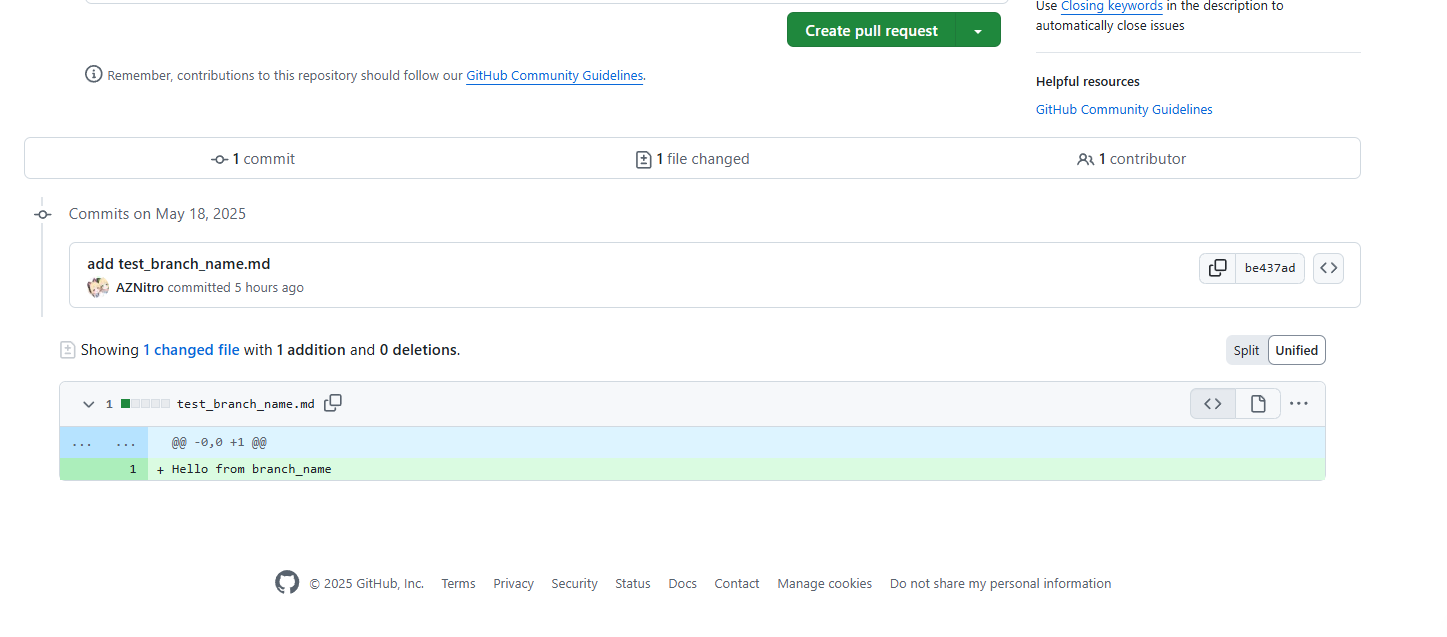 Use Closing keywords in the description to
automatically close issues
Create pull request
Remember, contributions to this repository should follow our GitHub Community Guidelines.
Helpful resources
GitHub Community Guidelines
1 commit
1 file changed
1 contributor
Commits on May 18, 2025
add test_branch_name.md
AZNitro committed 5 hours ago
be437ad
Showing 1 changed file with 1 addition and 0 deletions.
Split
Unified
1
test_branch_name.md
... ... @@ -0,0 +1 @@
1 + Hello from branch_name
© 2025 GitHub, Inc.
Terms
Privacy
Security
Status
Docs
Contact
Manage cookies
Do not share my personal information